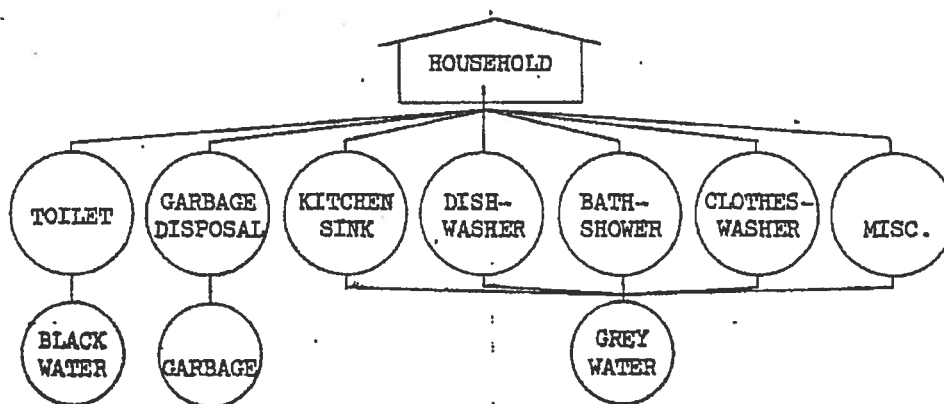 HOUSEHOLD
TOILET
GARBAGE
DISPOSAL
KITCHEN
SINK
DISH-
WASHER
BATH-
SHOWER
CLOTHES-
WASHER
MISC.
BLACK
WATER
GARBAGE
GREY
WATER